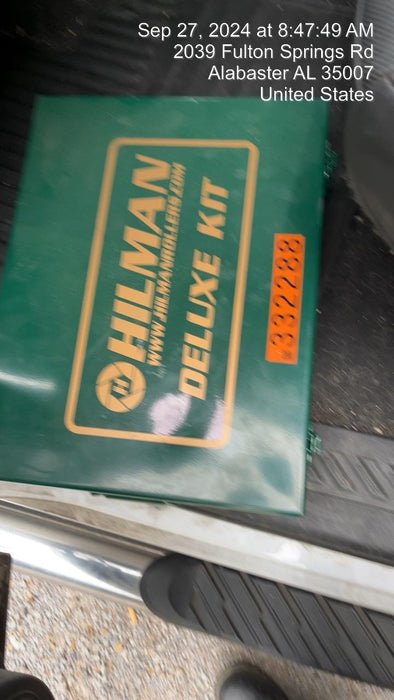 Sep 27, 2024 at 8:47:49 AM
2039 Fulton Springs Rd
Alabaster AL 35007
United States
HILMAN
WWW.HILMANROLLERS.COM
DELUXE KIT
332288